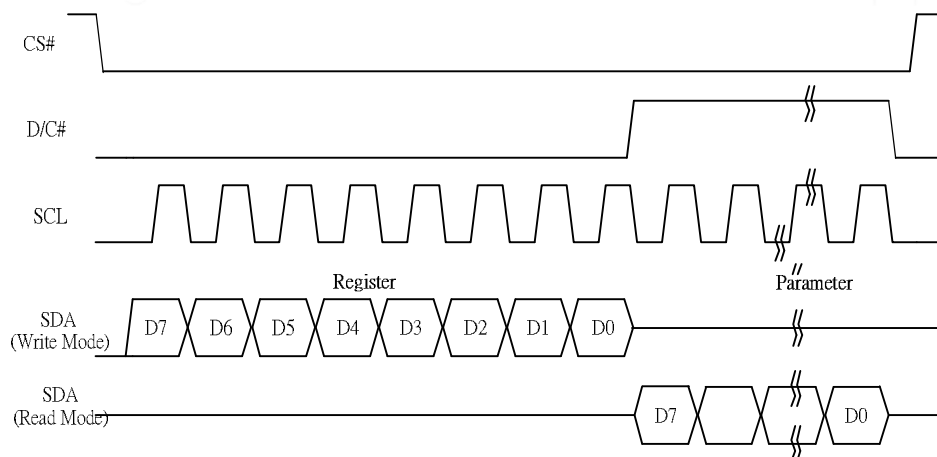 CS#
D/C#
SCL
Register Parameter
SDA
(Write Mode)
D7 D6 D5 D4 D3 D2 D1 D0
SDA
(Read Mode)
D7 D0